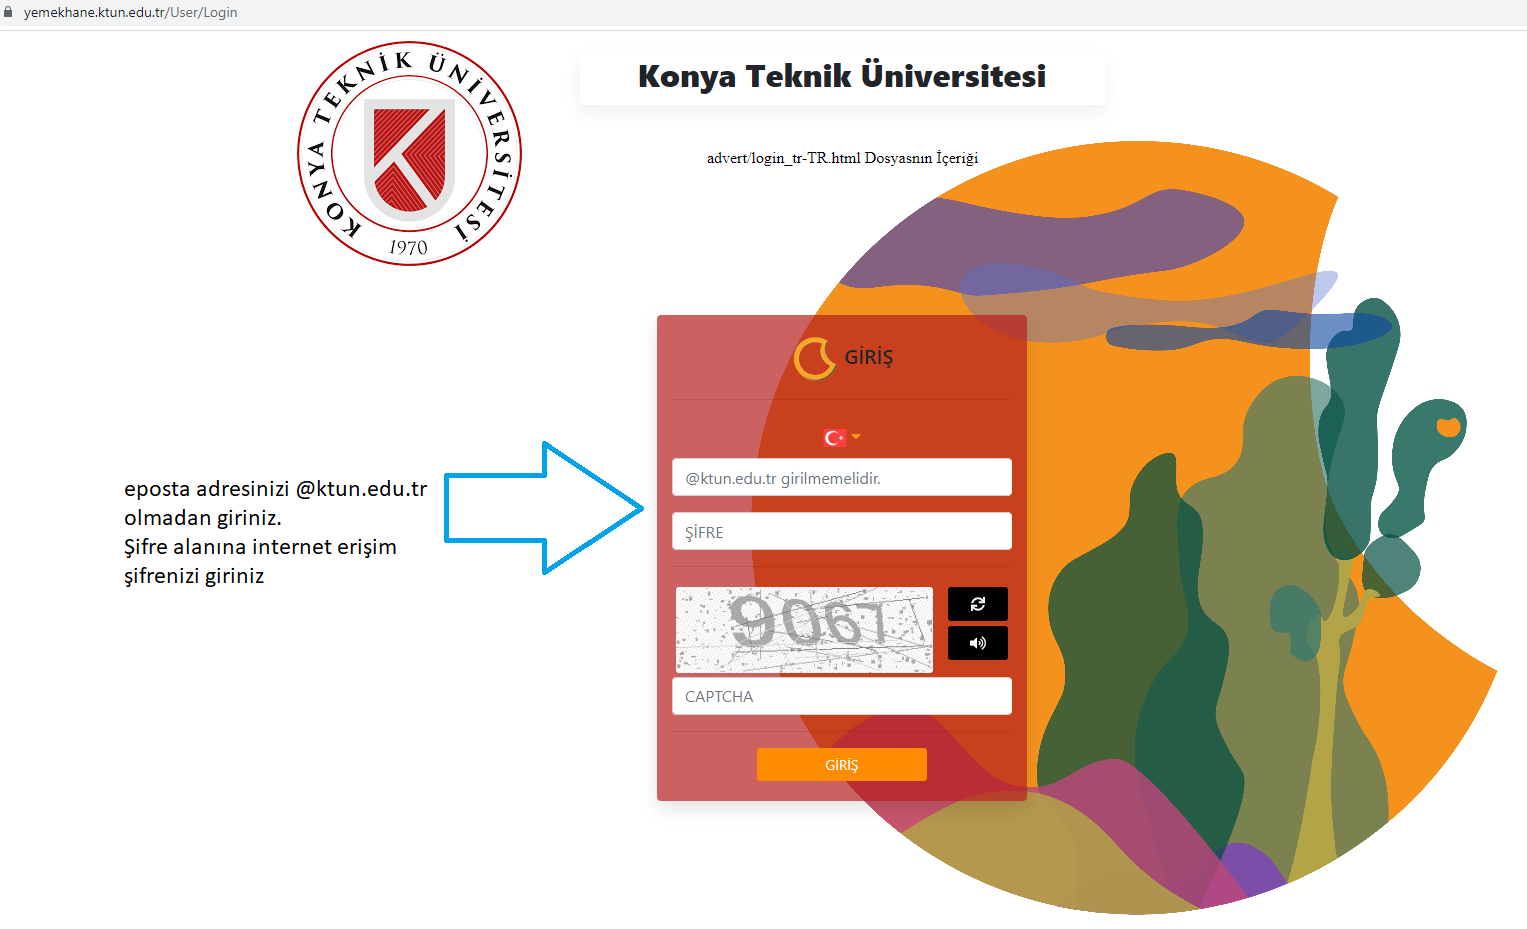 yemekhane.ktun.edu.tr/User/Login
KONYA TEKNİK ÜNİVERSİTESİ
1970
Konya Teknik Üniversitesi
advert/login_tr-TR.html Dosyasnın İçeriği
GİRİŞ
@ktun.edu.tr girilmemelidir.
ŞİFRE
eposta adresinizi @ktun.edu.tr
olmadan giriniz.
Şifre alanına internet erişim
şifrenizi giriniz
9067
CAPTCHA
GİRİŞ